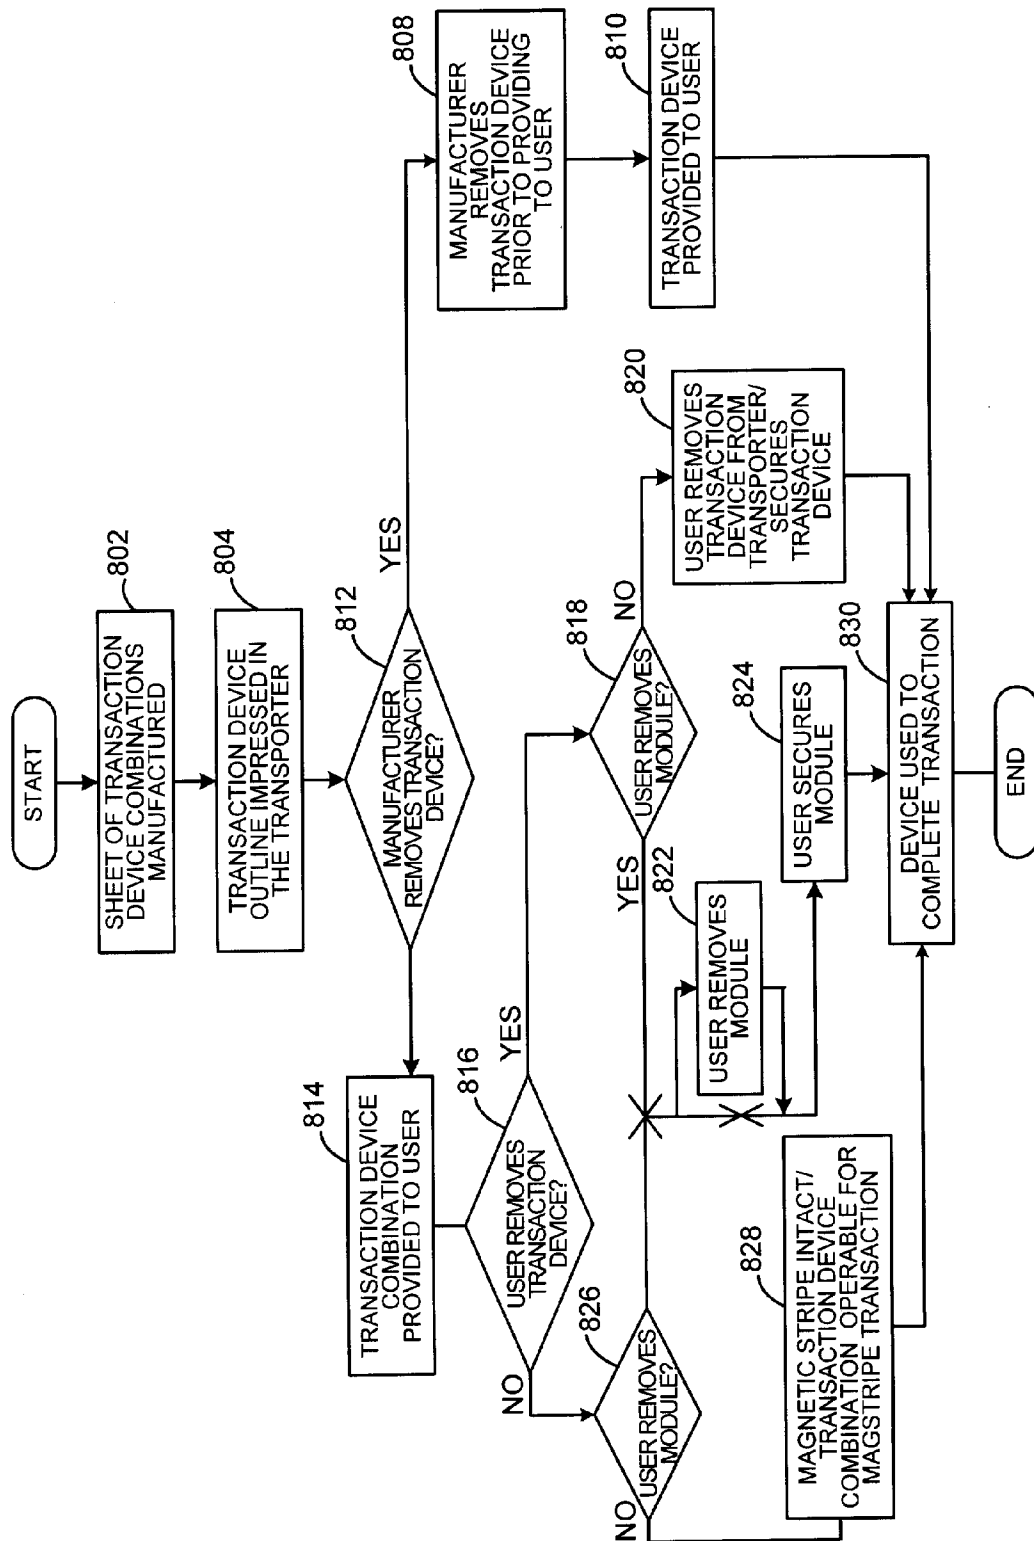 START
SHEET OF TRANSACTION
DEVICE COMBINATIONS
MANUFACTURED
802
TRANSACTION DEVICE
OUTLINE IMPRESSED IN
THE TRANSPORTER
804
MANUFACTURER
REMOVES TRANSACTION
DEVICE?
812
YES
MANUFACTURER
REMOVES
TRANSACTION DEVICE
PRIOR TO PROVIDING
TO USER
808
TRANSACTION DEVICE
PROVIDED TO USER
810
TRANSACTION DEVICE
COMBINATION
PROVIDED TO USER
814
USER REMOVES
TRANSACTION
DEVICE?
816
YES
NO
USER REMOVES
MODULE?
818
NO
YES
USER REMOVES
TRANSACTION
DEVICE FROM
TRANSPORTER/
SECURES
TRANSACTION
DEVICE
820
USER REMOVES
MODULE
822
USER SECURES
MODULE
824
USER REMOVES
MODULE?
826
NO
MAGNETIC STRIPE INTACT/
TRANSACTION DEVICE
COMBINATION OPERABLE FOR
MAGSTRIPE TRANSACTION
828
DEVICE USED TO
COMPLETE TRANSACTION
830
END